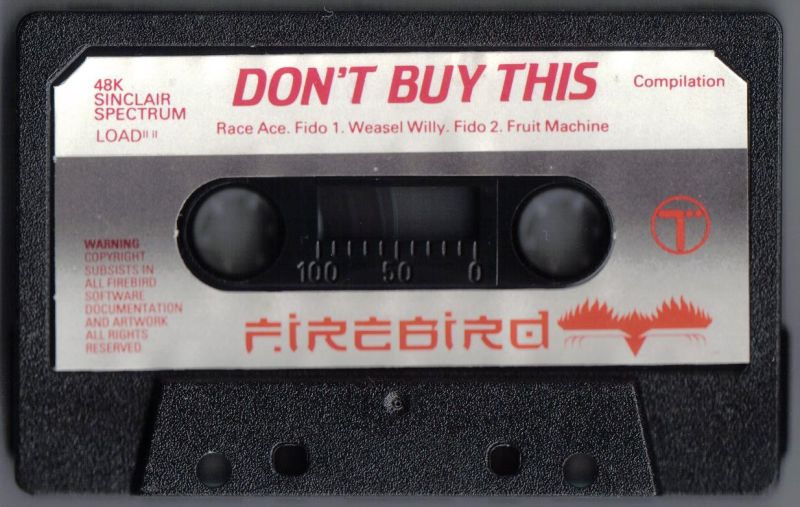 48K
SINCLAIR
SPECTRUM
LOAD" "
DON'T BUY THIS
Compilation
Race Ace. Fido 1. Weasel Willy. Fido 2. Fruit Machine
WARNING
COPYRIGHT
SUBSISTS IN
ALL FIREBIRD
SOFTWARE
DOCUMENTATION
AND ARTWORK
ALL RIGHTS
RESERVED
100 50 0
T
FIREBIRD